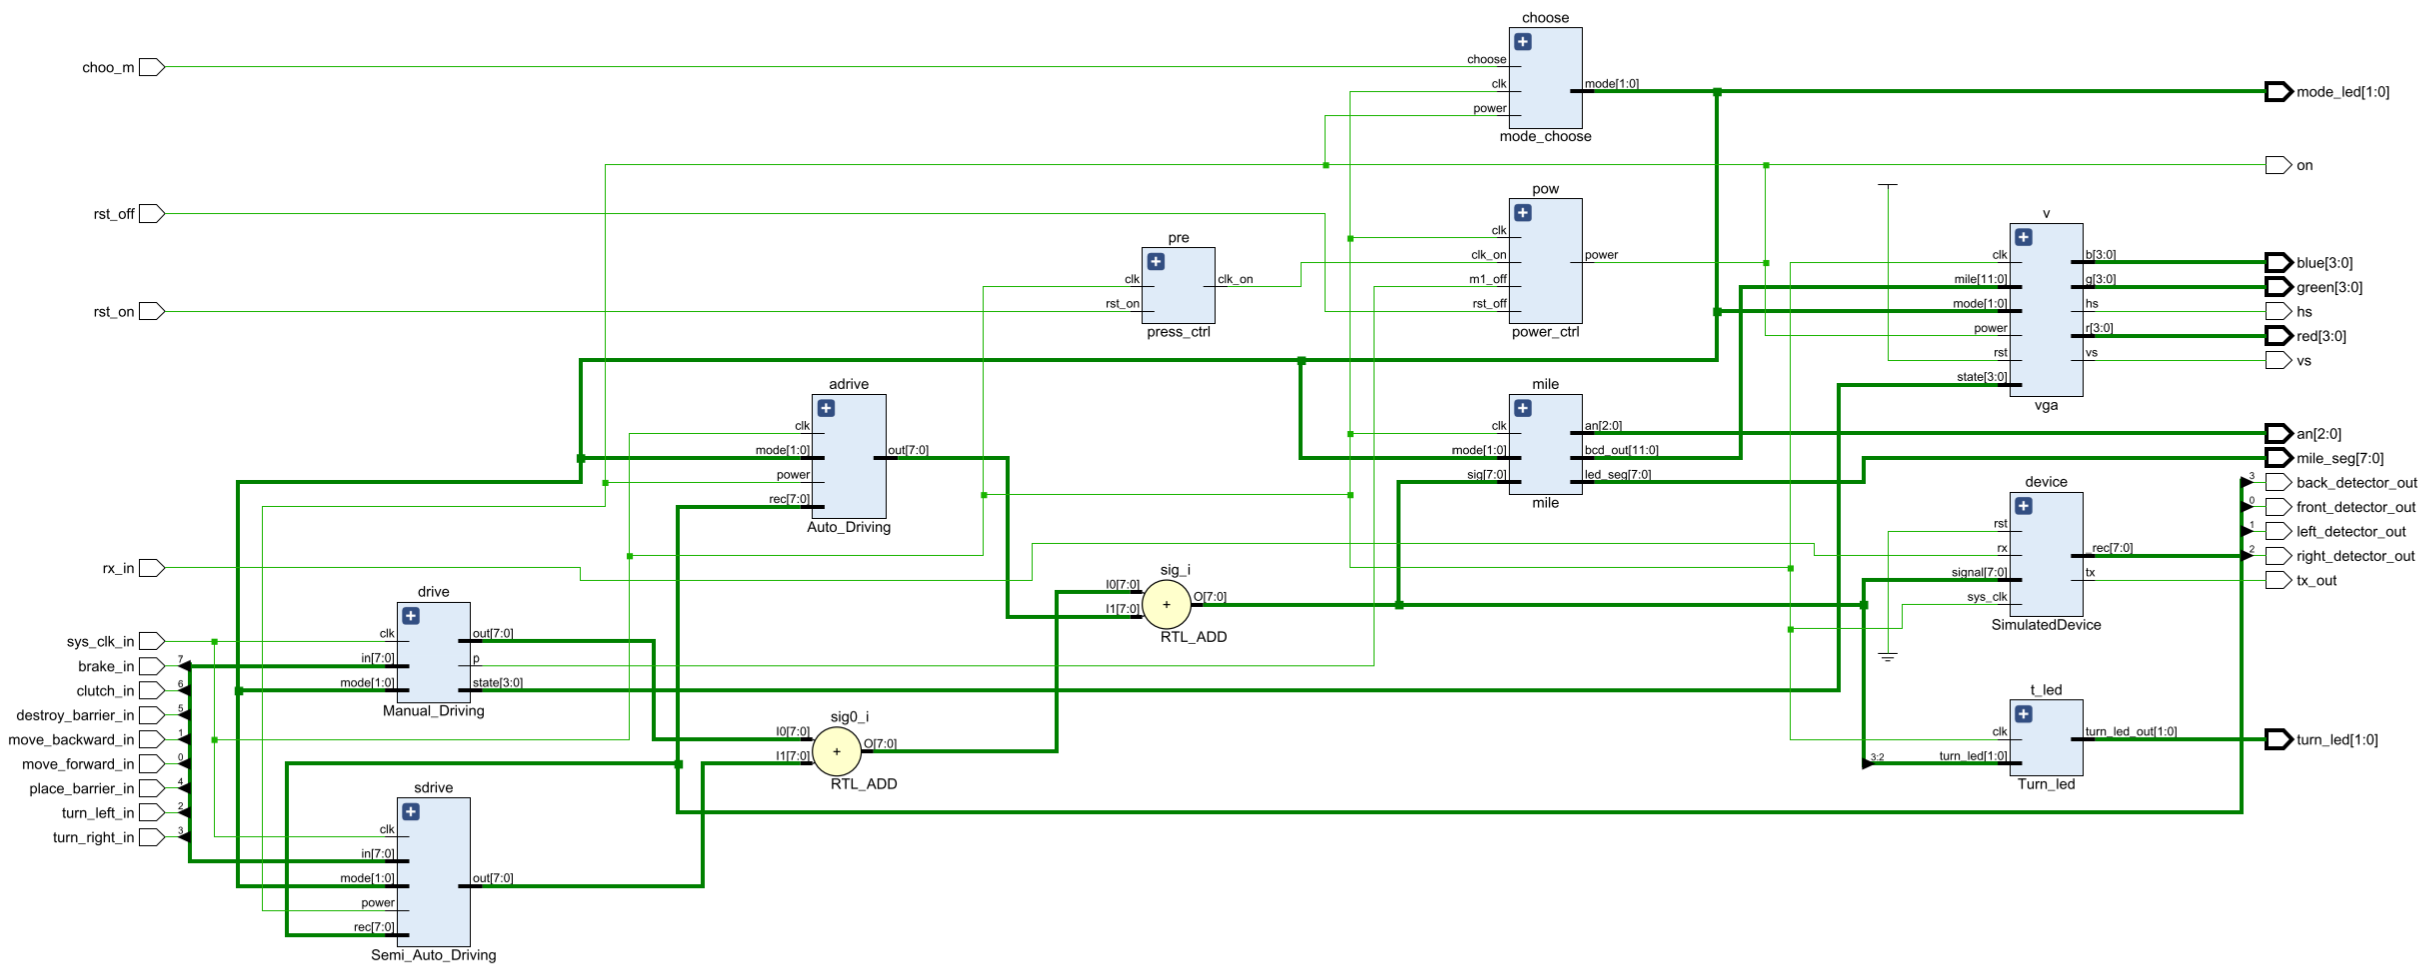 choo_m
rst_off
rst_on
rx_in
sys_clk_in
brake_in
clutch_in
destroy_barrier_in
move_backward_in
move_forward_in
place_barrier_in
turn_left_in
turn_right_in
7
6
5
1
0
4
2
3
drive
clk
in[7:0]
mode[1:0]
out[7:0]
p
state[3:0]
Manual_Driving
sdrive
clk
in[7:0]
mode[1:0]
power
rec[7:0]
out[7:0]
Semi_Auto_Driving
adrive
clk
mode[1:0]
power
rec[7:0]
out[7:0]
Auto_Driving
sig0_i
I0[7:0]
I1[7:0]
+
O[7:0]
RTL_ADD
pre
clk
rst_on
clk_on
press_ctrl
sig_i
I0[7:0]
I1[7:0]
+
O[7:0]
RTL_ADD
choose
choose
clk
power
mode[1:0]
mode_choose
pow
clk
clk_on
m1_off
rst_off
power
power_ctrl
mile
clk
mode[1:0]
sig[7:0]
an[2:0]
bcd_out[11:0]
led_seg[7:0]
mile
v
clk
mile[11:0]
mode[1:0]
power
rst
state[3:0]
b[3:0]
g[3:0]
hs
r[3:0]
vs
vga
device
rst
rx
signal[7:0]
sys_clk
_rec[7:0]
tx
SimulatedDevice
t_led
clk
3:2
turn_led[1:0]
turn_led_out[1:0]
Turn_led
mode_led[1:0]
on
blue[3:0]
green[3:0]
hs
red[3:0]
vs
an[2:0]
mile_seg[7:0]
3
back_detector_out
0
front_detector_out
1
left_detector_out
2
right_detector_out
tx_out
turn_led[1:0]